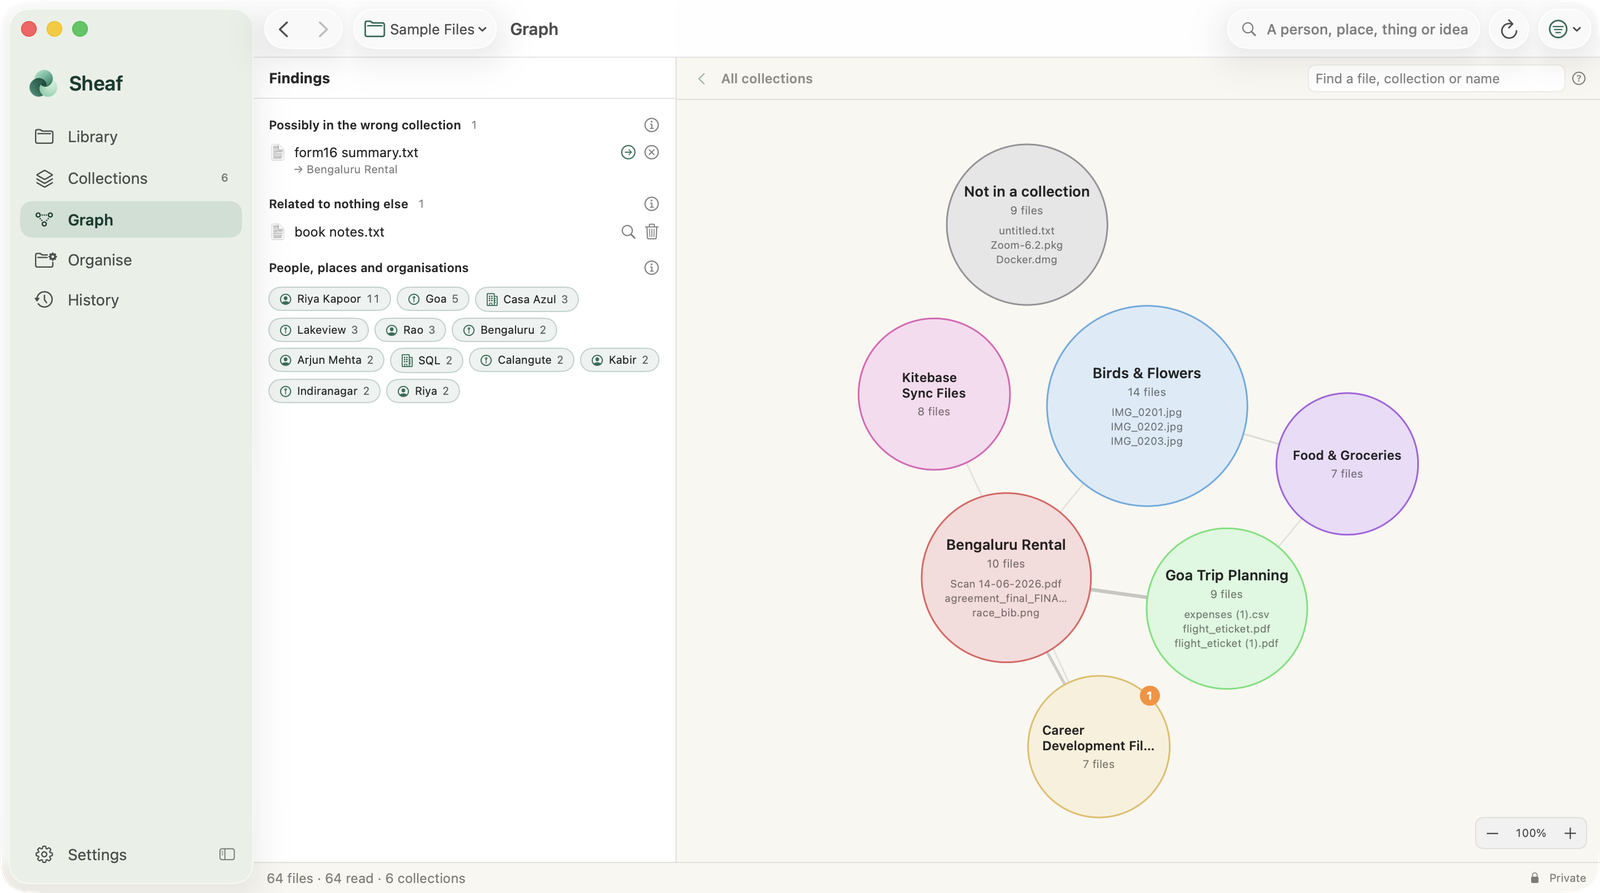 Sample Files
Graph
A person, place, thing or idea
Sheaf
Library
Collections 6
Graph
Organise
History
Settings
Findings
Possibly in the wrong collection 1
form16 summary.txt
→ Bengaluru Rental
Related to nothing else 1
book notes.txt
People, places and organisations
Riya Kapoor 11
Goa 5
Casa Azul 3
Lakeview 3
Rao 3
Bengaluru 2
Arjun Mehta 2
SQL 2
Calangute 2
Kabir 2
Indiranagar 2
Riya 2
All collections
Find a file, collection or name
Not in a collection
9 files
untitled.txt
Zoom-6.2.pkg
Docker.dmg
Kitebase
Sync Files
8 files
Birds & Flowers
14 files
IMG_0201.jpg
IMG_0202.jpg
IMG_0203.jpg
Food & Groceries
7 files
Bengaluru Rental
10 files
Scan 14-06-2026.pdf
agreement_final_FINA...
race_bib.png
Goa Trip Planning
9 files
expenses (1).csv
flight_eticket.pdf
flight_eticket (1).pdf
1
Career
Development Fil...
7 files
100%
64 files · 64 read · 6 collections
Private